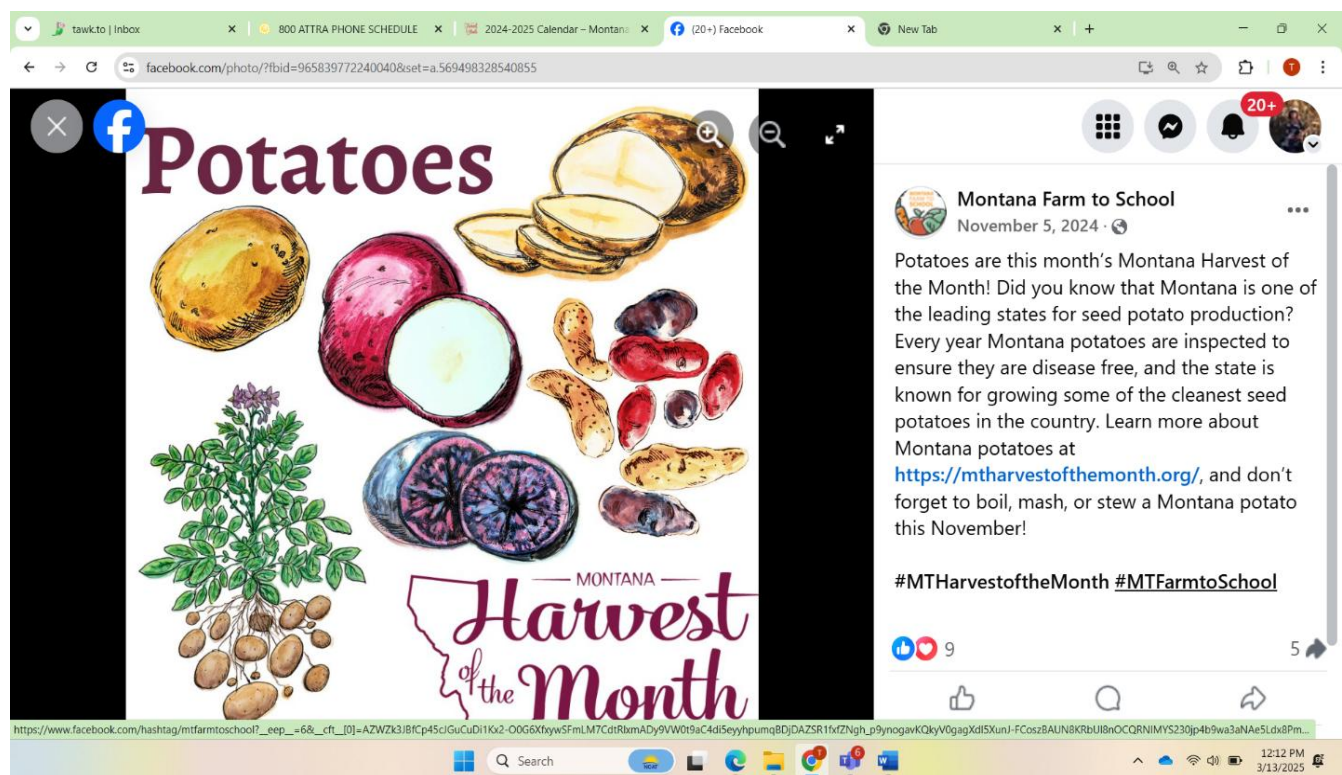 tawk.to | Inbox
800 ATTRA PHONE SCHEDULE
2024-2025 Calendar – Montana
(20+) Facebook
New Tab
facebook.com/photo/?fbid=965839772240040&set=a.569498328540855
T
20+
Potatoes
MONTANA
Harvest
of the
Month
Montana Farm to School
November 5, 2024 ·
Potatoes are this month's Montana Harvest of
the Month! Did you know that Montana is one of
the leading states for seed potato production?
Every year Montana potatoes are inspected to
ensure they are disease free, and the state is
known for growing some of the cleanest seed
potatoes in the country. Learn more about
Montana potatoes at
https://mtharvestofthemonth.org/, and don't
forget to boil, mash, or stew a Montana potato
this November!
#MTHarvestoftheMonth #MTFarmtoSchool
9
5
Search
6
12:12 PM
3/13/2025